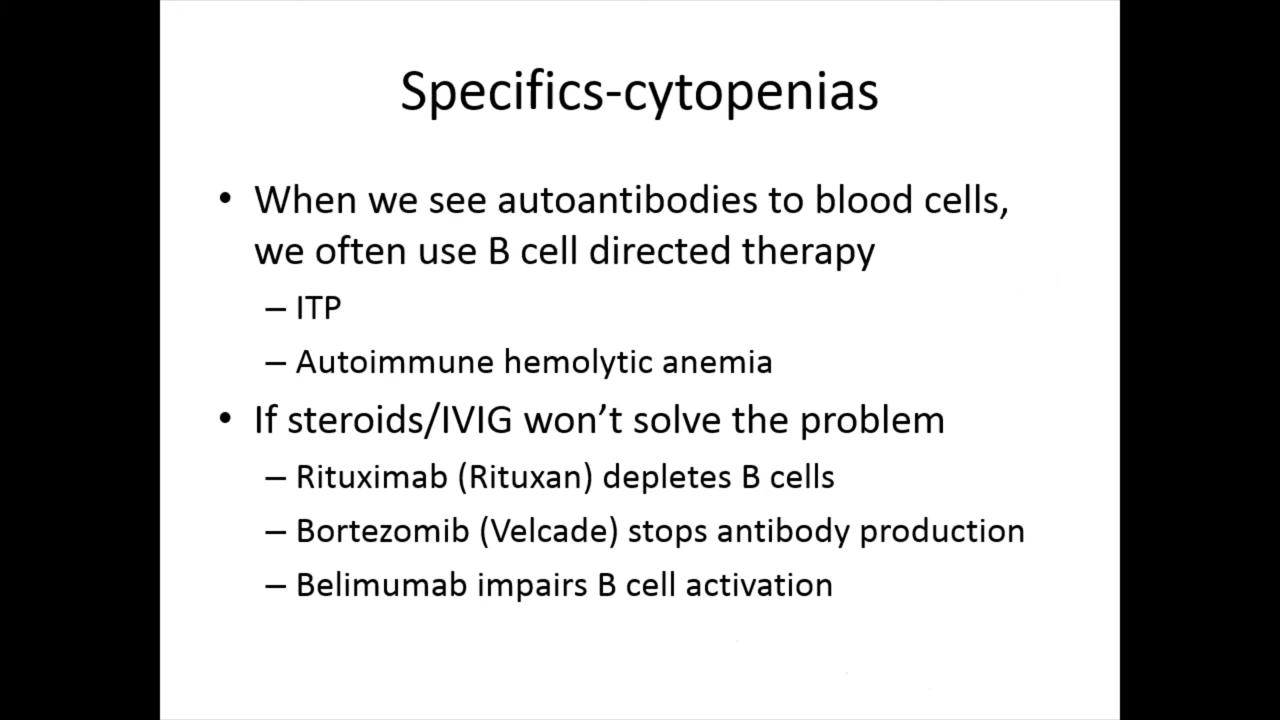 Specifics-cytopenias
• When we see autoantibodies to blood cells,
we often use B cell directed therapy
– ITP
– Autoimmune hemolytic anemia
• If steroids/IVIG won’t solve the problem
– Rituximab (Rituxan) depletes B cells
– Bortezomib (Velcade) stops antibody production
– Belimumab impairs B cell activation